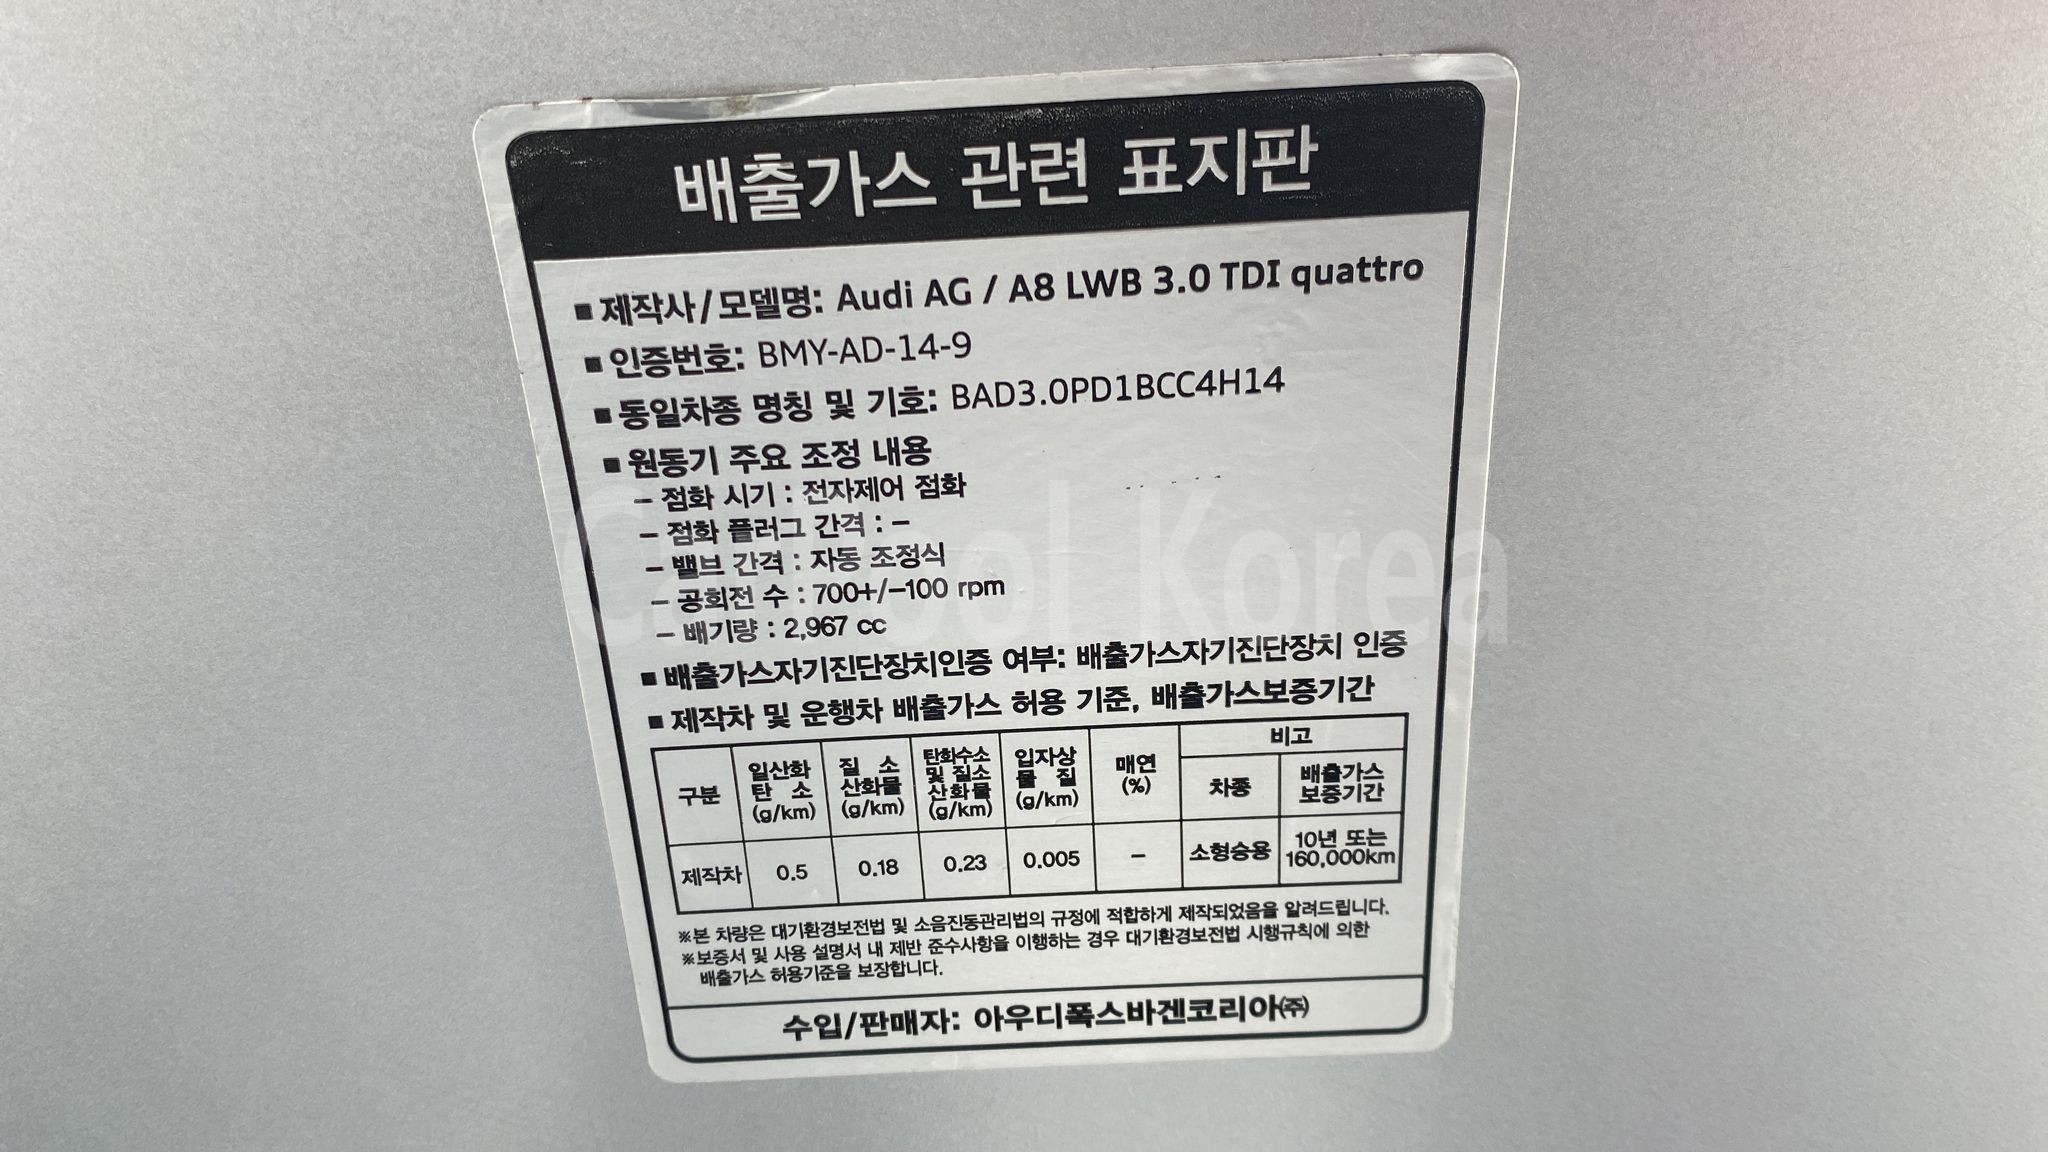 배출가스 관련 표지판
■ 제작사/모델명: Audi AG / A8 LWB 3.0 TDI quattro
■ 인증번호: BMY-AD-14-9
■ 동일차종 명칭 및 기호: BAD3.0PD1BCC4H14
■ 원동기 주요 조정 내용
– 점화 시기 : 전자제어 점화
– 점화 플러그 간격 : –
– 밸브 간격 : 자동 조정식
– 공회전 수 : 700+/–100 rpm
– 배기량 : 2,967 cc
■ 배출가스자기진단장치인증 여부: 배출가스자기진단장치 인증
■ 제작차 및 운행차 배출가스 허용 기준, 배출가스보증기간
구분
일산화
탄 소
(g/km)
질 소
산화물
(g/km)
탄화수소
및 질소
산화물
(g/km)
입자상
물 질
(g/km)
매연
(%)
비고
차종
배출가스
보증기간
제작차 0.5 0.18 0.23 0.005 – 소형승용
10년 또는
160,000km
※본 차량은 대기환경보전법 및 소음진동관리법의 규정에 적합하게 제작되었음을 알려드립니다.
※보증서 및 사용 설명서 내 제반 준수사항을 이행하는 경우 대기환경보전법 시행규칙에 의한
배출가스 허용기준을 보장합니다.
수입/판매자: 아우디폭스바겐코리아㈜
Carpool Korea